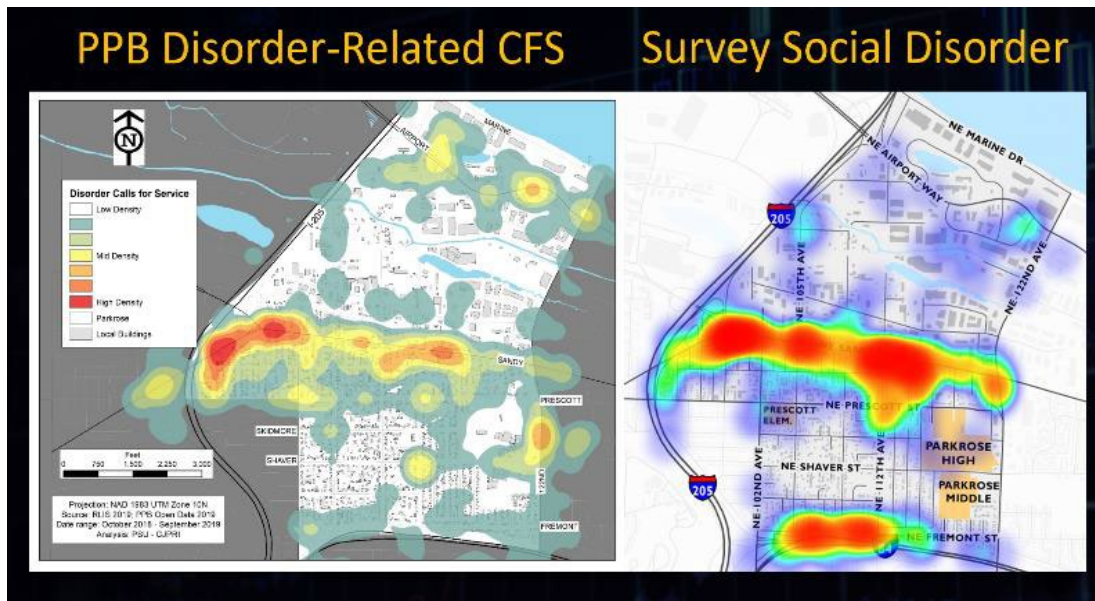 PPB Disorder-Related CFS
Survey Social Disorder
N
AIRPORT
MARINE
I-205
Disorder Calls for Service
Low Density
Mid Density
High Density
Parkrose
Local Buildings
SANDY
PRESCOTT
SKIDMORE
SHAVER
122ND
FREMONT
Feet
0 750 1,500 2,250 3,000
Projection: NAD 1983 UTM Zone 10N
Source: RLIS 2019; PPB Open Data 2019
Date range: October 2018 - September 2019
Analysis: PSU - CJPRI
NE MARINE DR
NE AIRPORT WAY
205
NE 105TH AVE
NE 122ND AVE
NE PRESCOTT ST
PRESCOTT
ELEM.
PARKROSE
HIGH
NE SHAVER ST
PARKROSE
MIDDLE
NE 102ND AVE
NE 112TH AVE
205
NE FREMONT ST